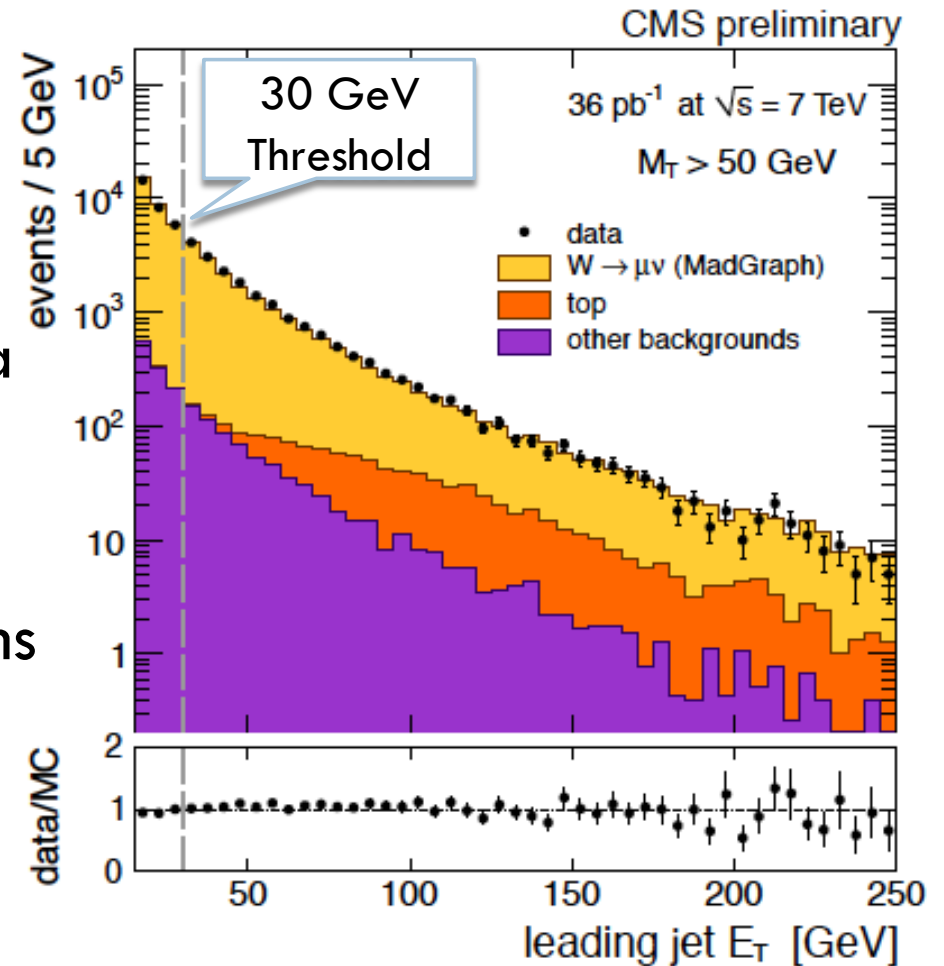 CMS preliminary
30 GeV
Threshold
36 pb⁻¹ at √s = 7 TeV
M_T > 50 GeV
data
W → μν (MadGraph)
top
other backgrounds
events / 5 GeV
10⁵
10⁴
10³
10²
10
1
a
ns
data/MC
2
1
0
50 100 150 200 250
leading jet E_T [GeV]